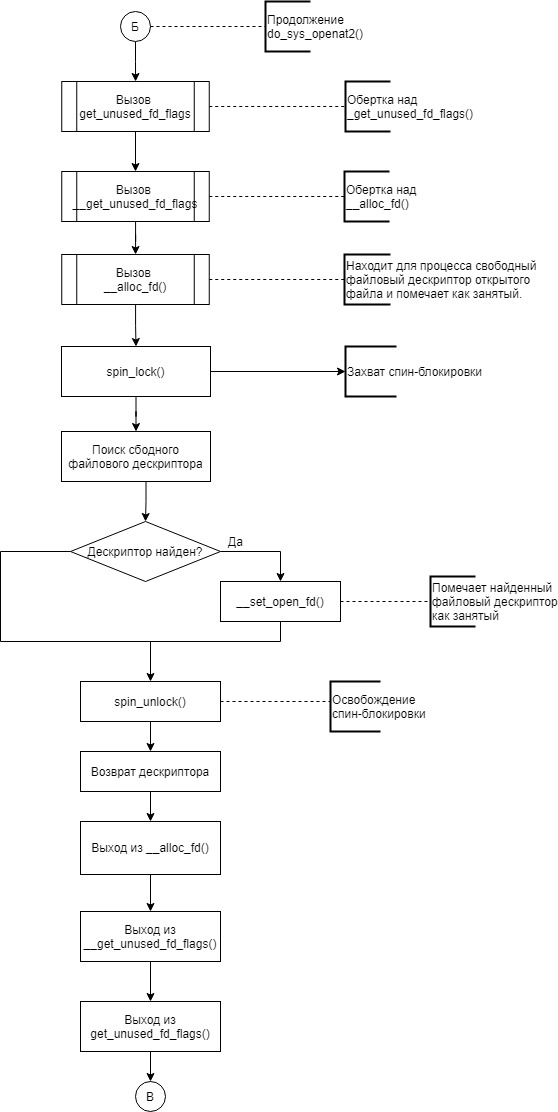 Б
Продолжение
do_sys_openat2()
Вызов
get_unused_fd_flags
Обертка над
_get_unused_fd_flags()
Вызов
__get_unused_fd_flags
Обертка над
__alloc_fd()
Вызов
__alloc_fd()
Находит для процесса свободный
файловый дескриптор открытого
файла и помечает как занятый.
spin_lock()
Захват спин-блокировки
Поиск сбодного
файлового дескриптора
Дескриптор найден?
Да
__set_open_fd()
Помечает найденный
файловый дескриптор
как занятый
spin_unlock()
Освобождение
спин-блокировки
Возврат дескриптора
Выход из __alloc_fd()
Выход из
__get_unused_fd_flags()
Выход из
get_unused_fd_flags()
В